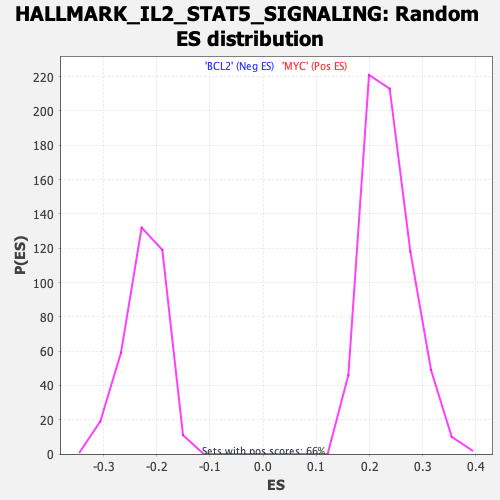 HALLMARK_IL2_STAT5_SIGNALING: Random
ES distribution
'BCL2' (Neg ES) 'MYC' (Pos ES)
220
200
180
160
140
120
100
80
60
40
20
0
P(ES)
Sets with pos scores: 66%
-0.3 -0.2 -0.1 0.0 0.1 0.2 0.3 0.4
ES